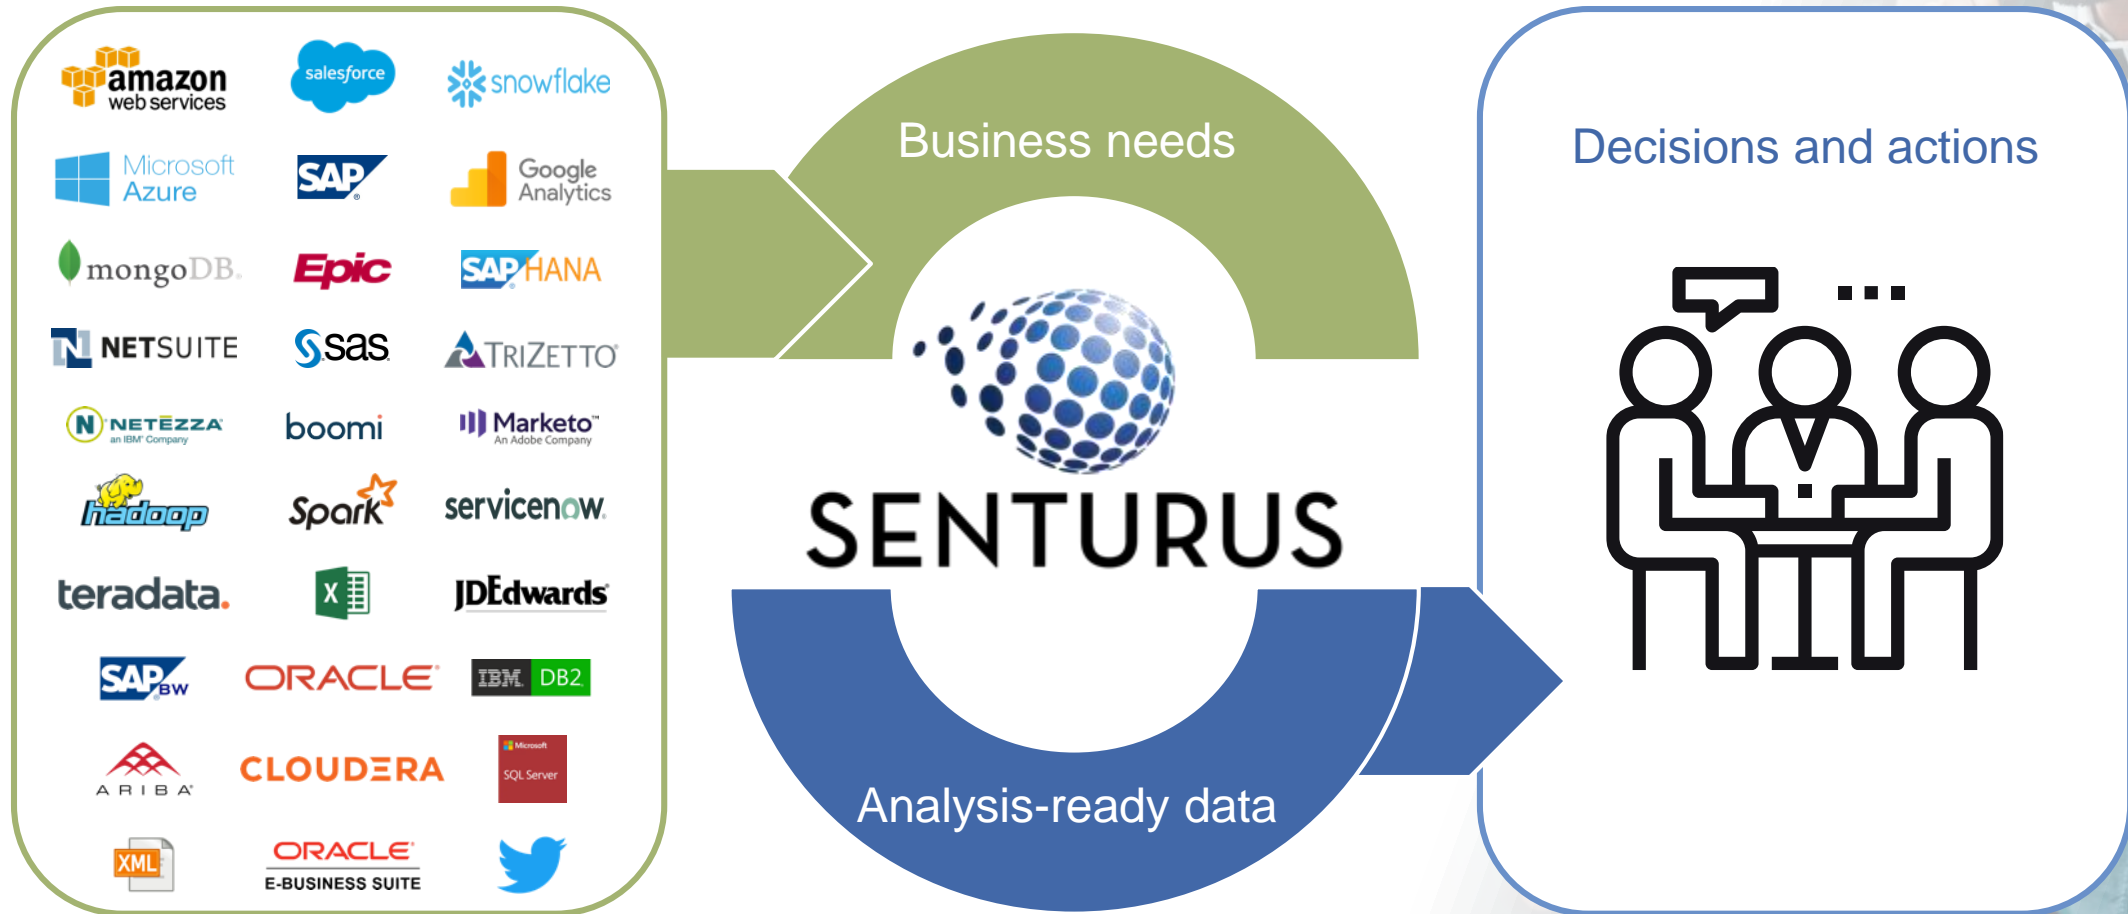 amazon
web services
salesforce
snowflake
Microsoft
Azure
SAP®
Google
Analytics
mongoDB®
Epic
SAP® HANA
N NETSUITE
S.sas
TRIZETTO®
N NETEZZA®
an IBM® Company
boomi
Marketo™
An Adobe Company
hadoop
Spark
servicenow®
teradata.
X
JDEdwards®
SAP® BW
ORACLE®
IBM® DB2®
ARIBA®
CLOUDERA
Microsoft
SQL Server
XML
ORACLE®
E-BUSINESS SUITE
Business needs
SENTURUS
Analysis-ready data
Decisions and actions